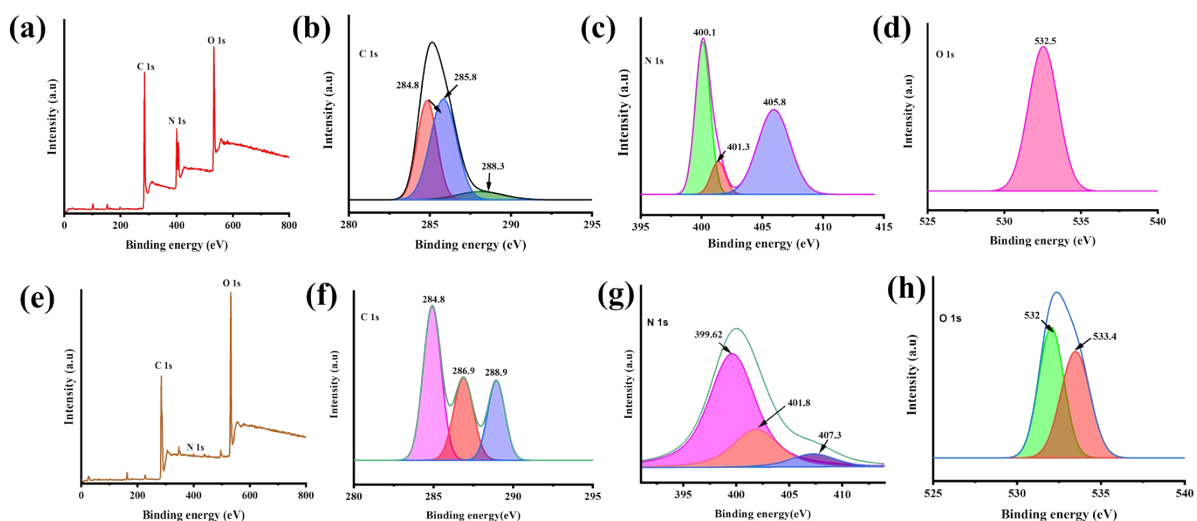 (a)
O 1s
C 1s
N 1s
Intensity (a.u)
0 200 400 600 800
Binding energy (eV)
(b)
C 1s
284.8
285.8
288.3
Intensity (a.u)
280 285 290 295
Binding energy (eV)
(c)
N 1s
400.1
401.3
405.8
Intensity (a.u)
395 400 405 410 415
Binding energy (eV)
(d)
O 1s
532.5
Intensity (a.u)
525 530 535 540
Binding energy (eV)
(e)
O 1s
C 1s
N 1s
Intensity (a.u)
0 200 400 600 800
Binding energy (eV)
(f)
C 1s
284.8
286.9
288.9
Intensity (a.u)
280 285 290 295
Binding energy(eV)
(g)
N 1s
399.62
401.8
407.3
Intensity (a.u)
395 400 405 410
Binding energy(eV)
(h)
O 1s
532
533.4
Intensity (a.u)
525 530 535 540
Binding energy (eV)